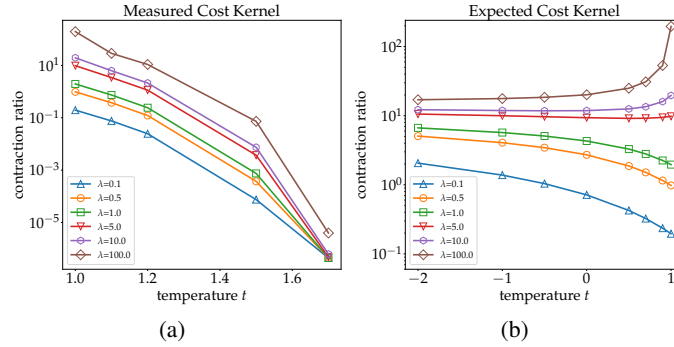 Measured Cost Kernel
contraction ratio
10^1
10^-1
10^-3
10^-5
λ=0.1
λ=0.5
λ=1.0
λ=5.0
λ=10.0
λ=100.0
1.0 1.2 1.4 1.6
temperature t
(a)
Expected Cost Kernel
contraction ratio
10^2
10^1
10^0
10^-1
λ=0.1
λ=0.5
λ=1.0
λ=5.0
λ=10.0
λ=100.0
−2 −1 0 1
temperature t
(b)